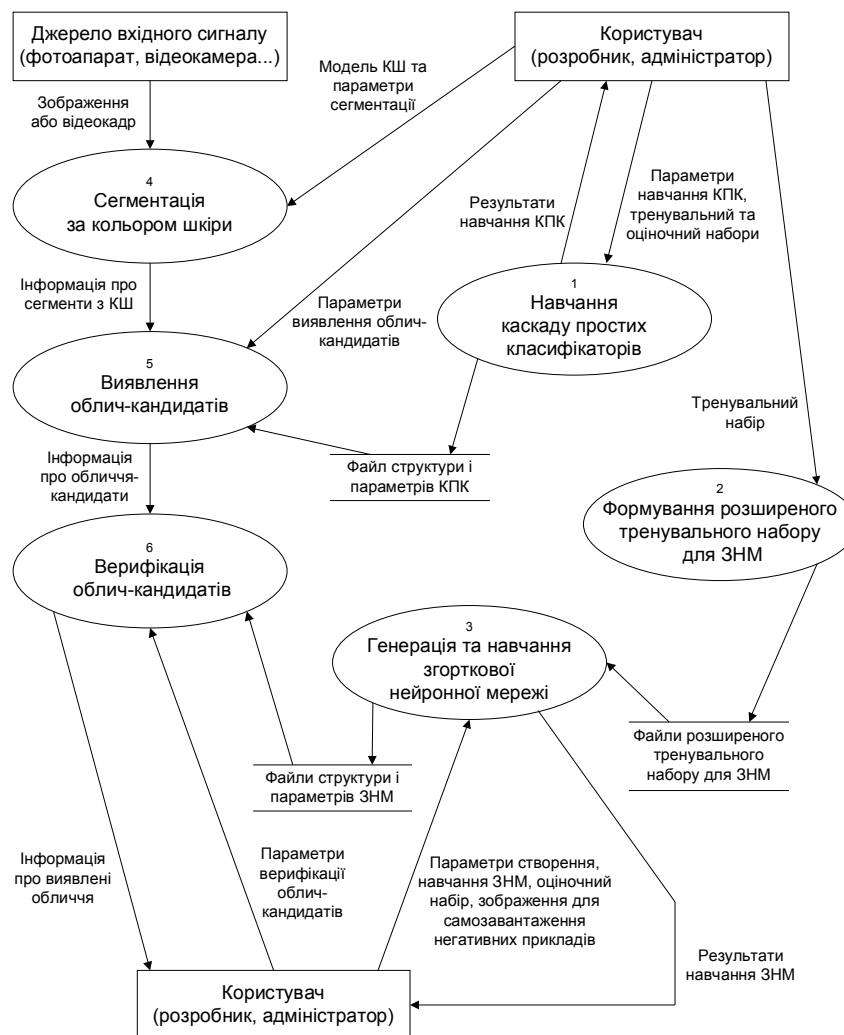 Джерело вхідного сигналу
(фотоапарат, відеокамера...)
Користувач
(розробник, адміністратор)
Модель КШ та
параметри
сегментації
Зображення
або відеокадр
4
Сегментація
за кольором шкіри
Результати
навчання КПК
Параметри
навчання КПК,
тренувальний та
оціночний набори
Інформація про
сегменти з КШ
Параметри
виявлення облич-
кандидатів
1
Навчання
каскаду простих
класифікаторів
5
Виявлення
облич-кандидатів
Тренувальний
набір
Інформація
про обличчя-
кандидати
Файл структури і
параметрів КПК
2
Формування розширеного
тренувального набору
для ЗНМ
6
Верифікація
облич-кандидатів
3
Генерація та навчання
згорткової
нейронної мережі
Файли розширеного
тренувального
набору для ЗНМ
Файли структури і
параметрів ЗНМ
Інформація
про виявлені
обличчя
Параметри
верифікації
облич-
кандидатів
Параметри створення,
навчання ЗНМ, оціночний
набір, зображення для
самозавантаження
негативних прикладів
Результати
навчання ЗНМ
Користувач
(розробник, адміністратор)